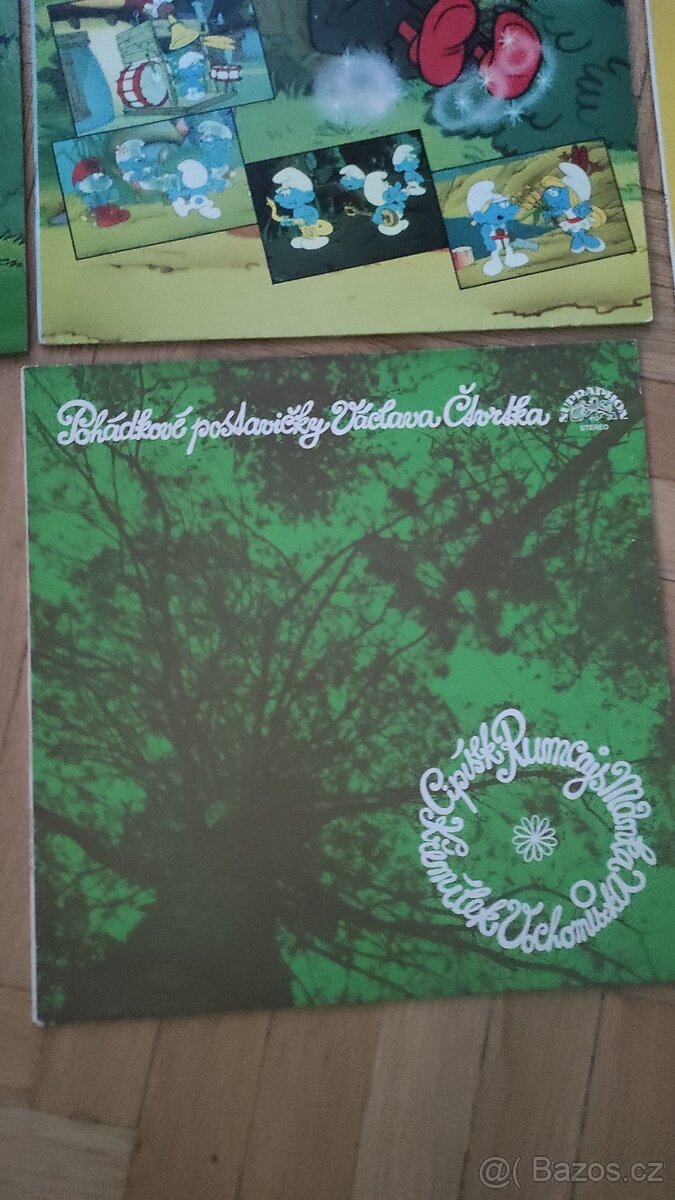 Pohádkové postavičky Václava Čtvrtka
SUPRAPHON
STEREO
Cipísek Rumcajs Manka Vochomůrka Křemílek
@( Bazos.cz